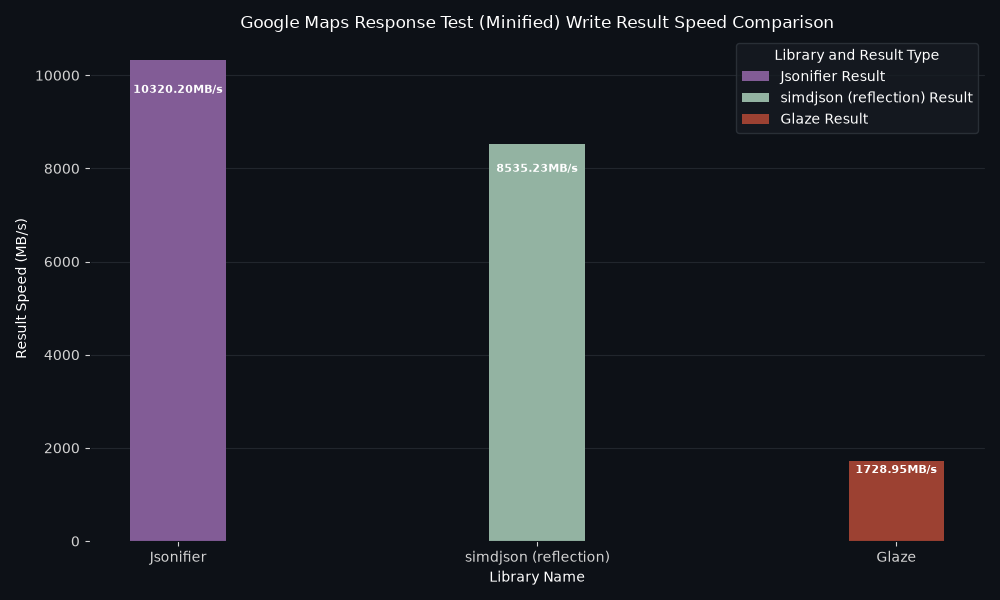 Google Maps Response Test (Minified) Write Result Speed Comparison
Library and Result Type
Jsonifier Result
simdjson (reflection) Result
Glaze Result
10320.20MB/s
8535.23MB/s
1728.95MB/s
Result Speed (MB/s)
10000
8000
6000
4000
2000
0
Jsonifier
simdjson (reflection)
Glaze
Library Name